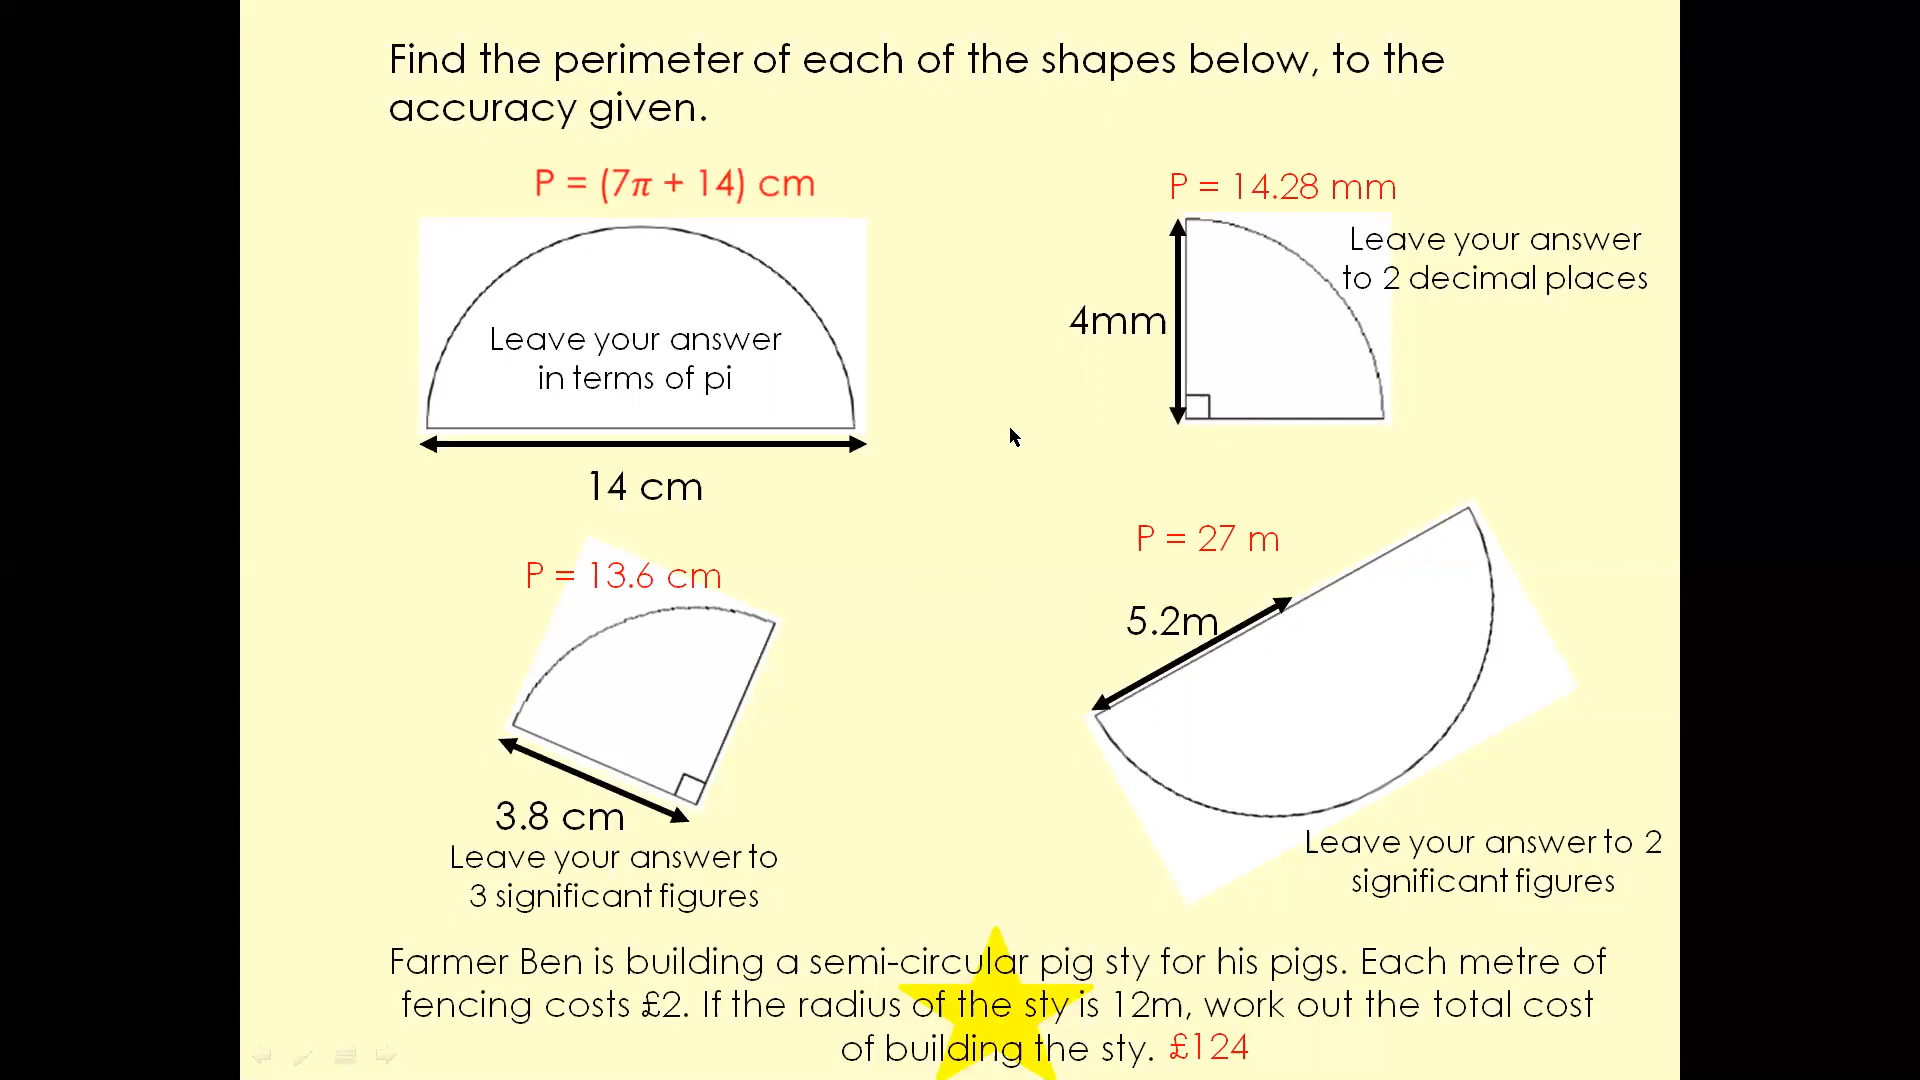 Find the perimeter of each of the shapes below, to the
accuracy given.
P = (7π + 14) cm
Leave your answer
in terms of pi
14 cm
P = 14.28 mm
Leave your answer
to 2 decimal places
4mm
P = 13.6 cm
3.8 cm
Leave your answer to
3 significant figures
P = 27 m
5.2m
Leave your answer to 2
significant figures
Farmer Ben is building a semi-circular pig sty for his pigs. Each metre of
fencing costs £2. If the radius of the sty is 12m, work out the total cost
of building the sty. £124